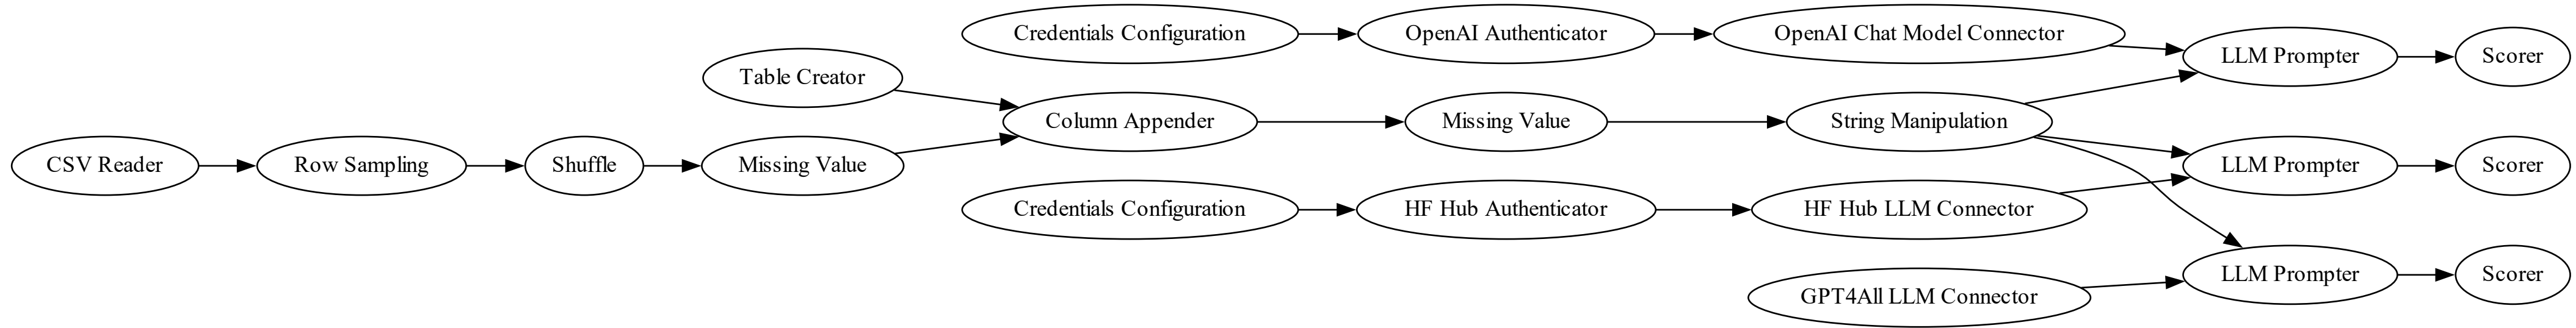 Credentials Configuration
OpenAI Authenticator
OpenAI Chat Model Connector
LLM Prompter
Scorer
Table Creator
Column Appender
Missing Value
String Manipulation
CSV Reader
Row Sampling
Shuffle
Missing Value
LLM Prompter
Scorer
Credentials Configuration
HF Hub Authenticator
HF Hub LLM Connector
LLM Prompter
Scorer
GPT4All LLM Connector